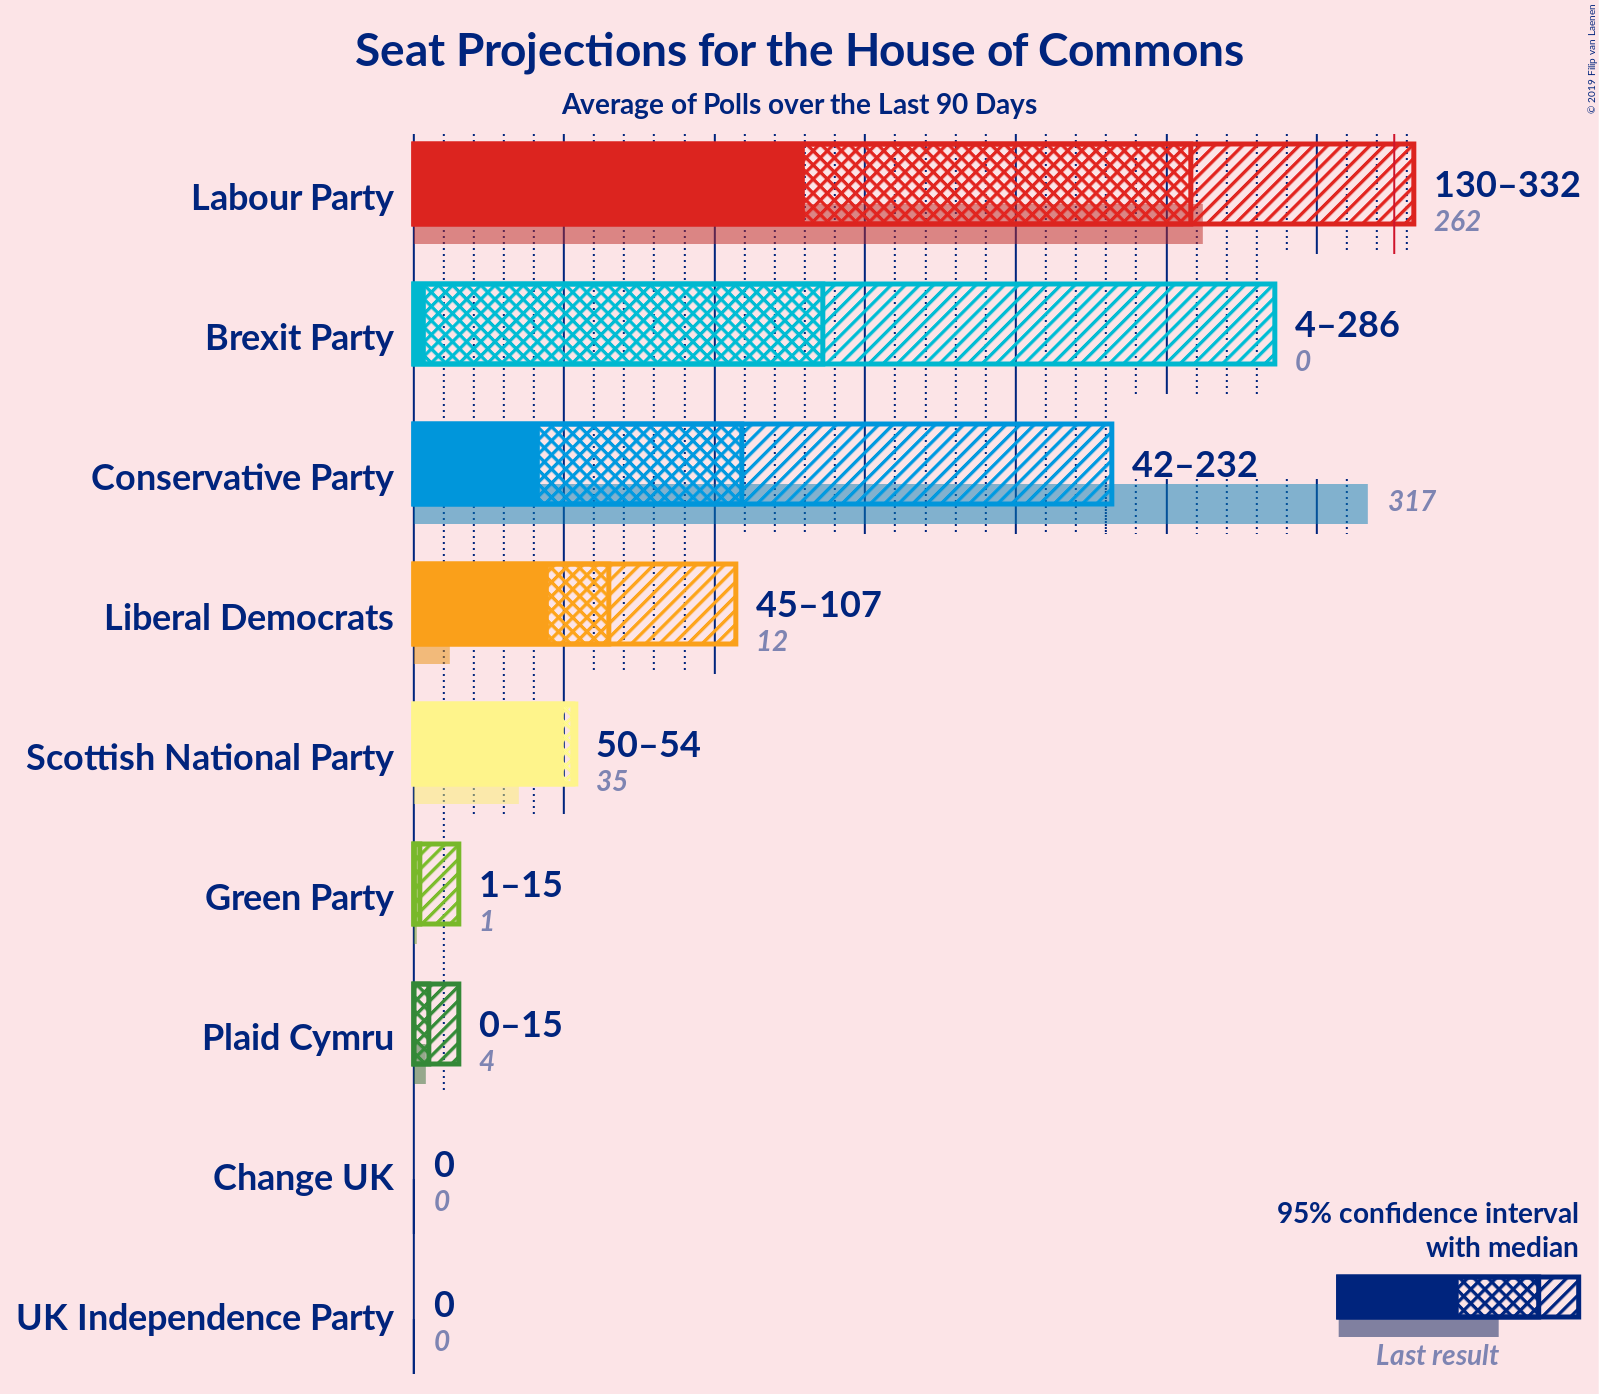 Seat Projections for the House of Commons
Average of Polls over the Last 90 Days
© 2019 Filip van Laenen
Labour Party
130–332
262
Brexit Party
4–286
0
Conservative Party
42–232
317
Liberal Democrats
45–107
12
Scottish National Party
50–54
35
Green Party
1–15
1
Plaid Cymru
0–15
4
Change UK
0
0
UK Independence Party
0
0
95% confidence interval
with median
Last result